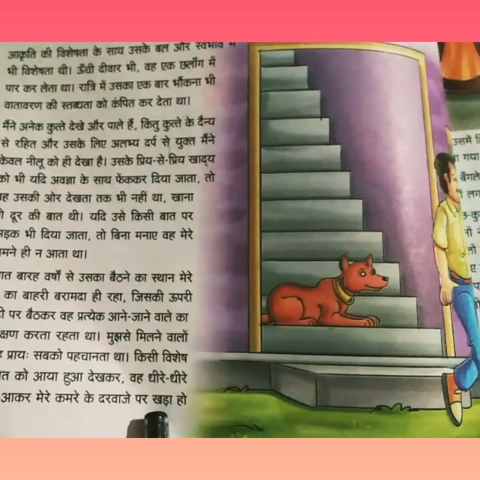 आकृति की विशेषता के साथ उसके बल और स्वभाव में
भी विशेषता थी। ऊँची दीवार भी, वह एक छलाँग में
पार कर लेता था। रात्रि में उसका एक बार भौंकना भी
वातावरण की स्तब्धता को कंपित कर देता था।
मैंने अनेक कुत्ते देखे और पाले हैं, किंतु कुत्ते के दैन्य
से रहित और उसके लिए अलभ्य दर्प से युक्त मैंने
केवल नीलू को ही देखा है। उसके प्रिय-से-प्रिय खाद्य
को भी यदि अवज्ञा के साथ फेंककर दिया जाता, तो
उसकी ओर देखता तक भी नहीं था, खाना
दूर की बात थी। यदि उसे किसी बात पर
भी दिया जाता, तो बिना मनाए वह मेरे
ही न आता था।
बारह वर्षों से उसका बैठने का स्थान मेरे
का बाहरी बरामदा ही रहा, जिसकी ऊपरी
पर बैठकर वह प्रत्येक आने-जाने वाले का
करता रहता था। मुझसे मिलने वालों
प्रायः सबको पहचानता था। किसी विशेष
को आया हुआ देखकर, वह धीरे-धीरे
आकर मेरे कमरे के दरवाजे पर खड़ा हो
उसमें
गया